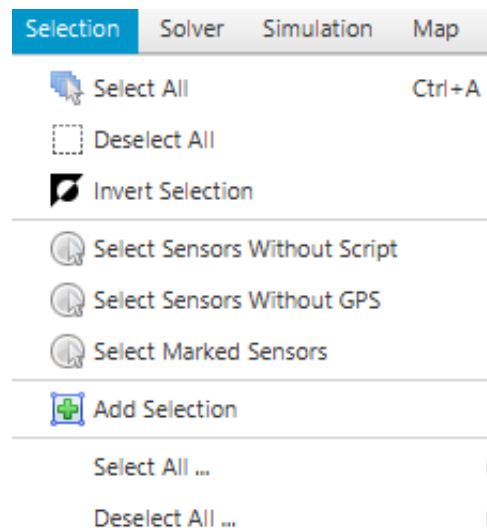 Selection Solver Simulation Map
Select All Ctrl+A
Deselect All
Invert Selection
Select Sensors Without Script
Select Sensors Without GPS
Select Marked Sensors
Add Selection
Select All ...
Deselect All ...